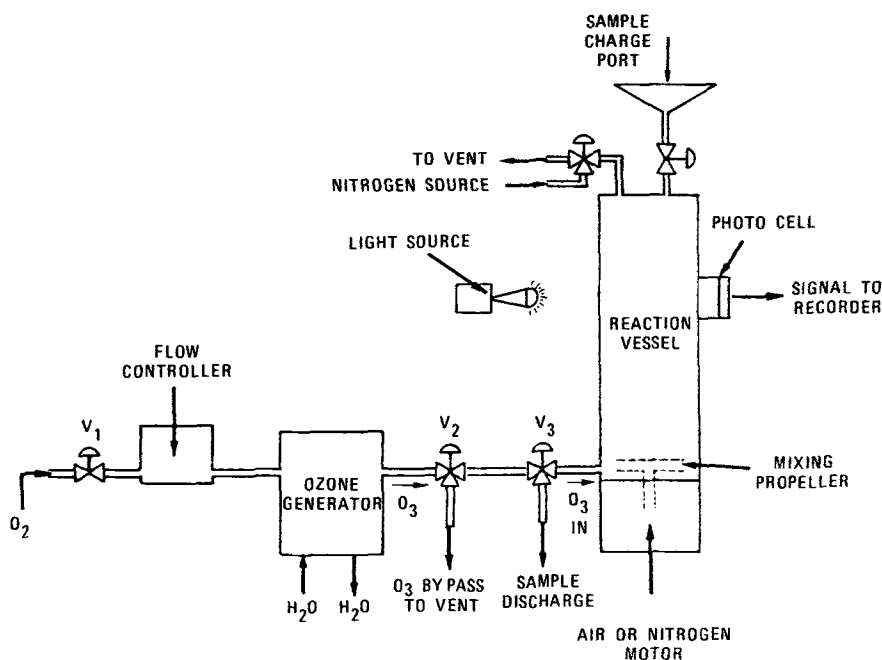 SAMPLE
CHARGE
PORT
TO VENT
NITROGEN SOURCE
PHOTO CELL
LIGHT SOURCE
SIGNAL TO
RECORDER
REACTION
VESSEL
FLOW
CONTROLLER
V1
V2
V3
OZONE
GENERATOR
MIXING
PROPELLER
O3
O3
IN
O2
H2O
H2O
O3 BYPASS
TO VENT
SAMPLE
DISCHARGE
AIR OR NITROGEN
MOTOR